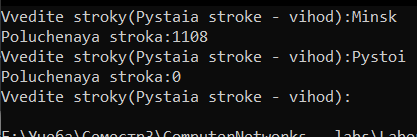 Vvedite stroky(Pystaia stroke - vihod):Minsk
Poluchenaya stroka:1108
Vvedite stroky(Pystaia stroke - vihod):Pystoi
Poluchenaya stroka:0
Vvedite stroky(Pystaia stroke - vihod):